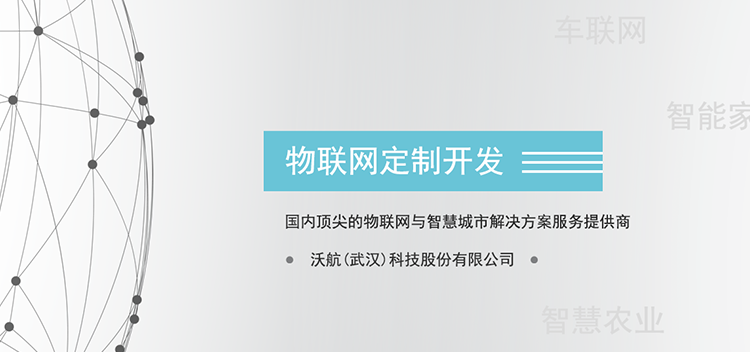 车联网
智能家
物联网定制开发
国内顶尖的物联网与智慧城市解决方案服务提供商
沃航(武汉)科技股份有限公司
智慧农业